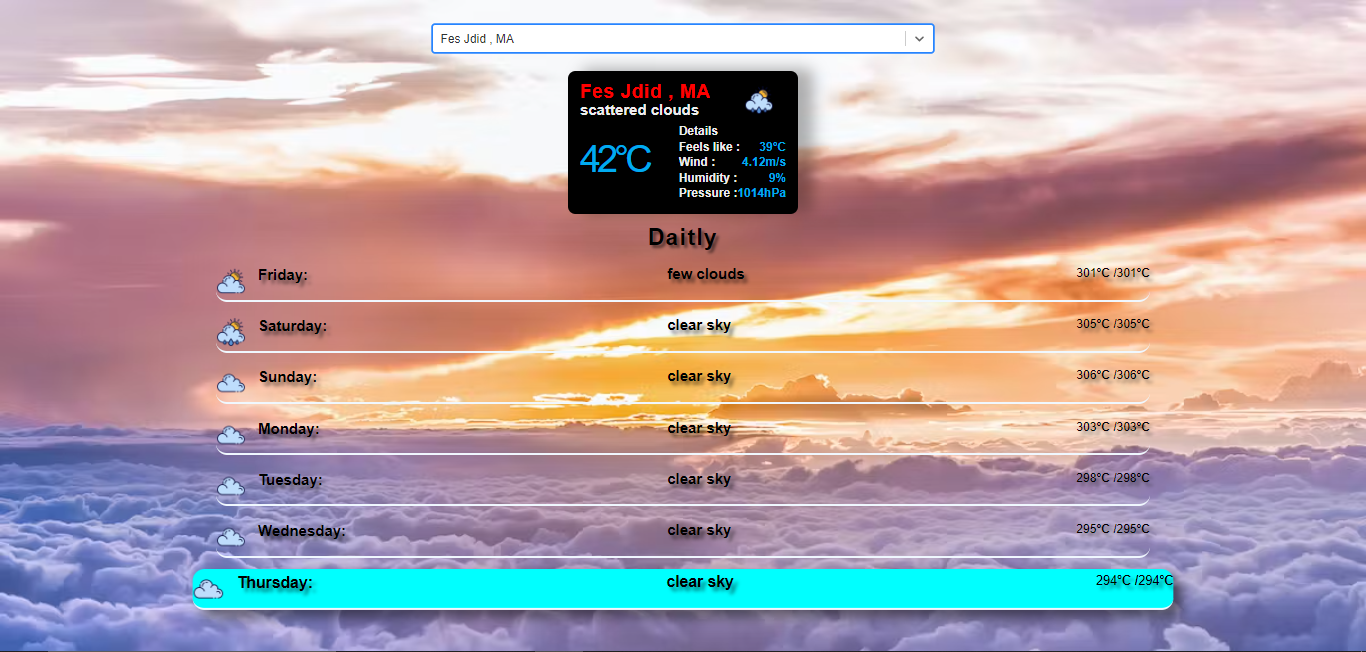 Fes Jdid , MA
Fes Jdid , MA
scattered clouds
42°C
Details
Feels like : 39°C
Wind : 4.12m/s
Humidity : 9%
Pressure :1014hPa
Daitly
Friday: few clouds 301°C /301°C
Saturday: clear sky 305°C /305°C
Sunday: clear sky 306°C /306°C
Monday: clear sky 303°C /303°C
Tuesday: clear sky 298°C /298°C
Wednesday: clear sky 295°C /295°C
Thursday: clear sky 294°C /294°C